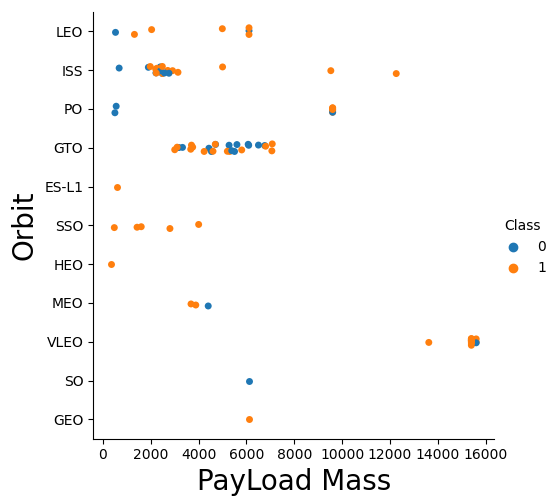 LEO
ISS
PO
GTO
ES-L1
SSO
HEO
MEO
VLEO
SO
GEO
Orbit
0 2000 4000 6000 8000 10000 12000 14000 16000
PayLoad Mass
Class
0
1